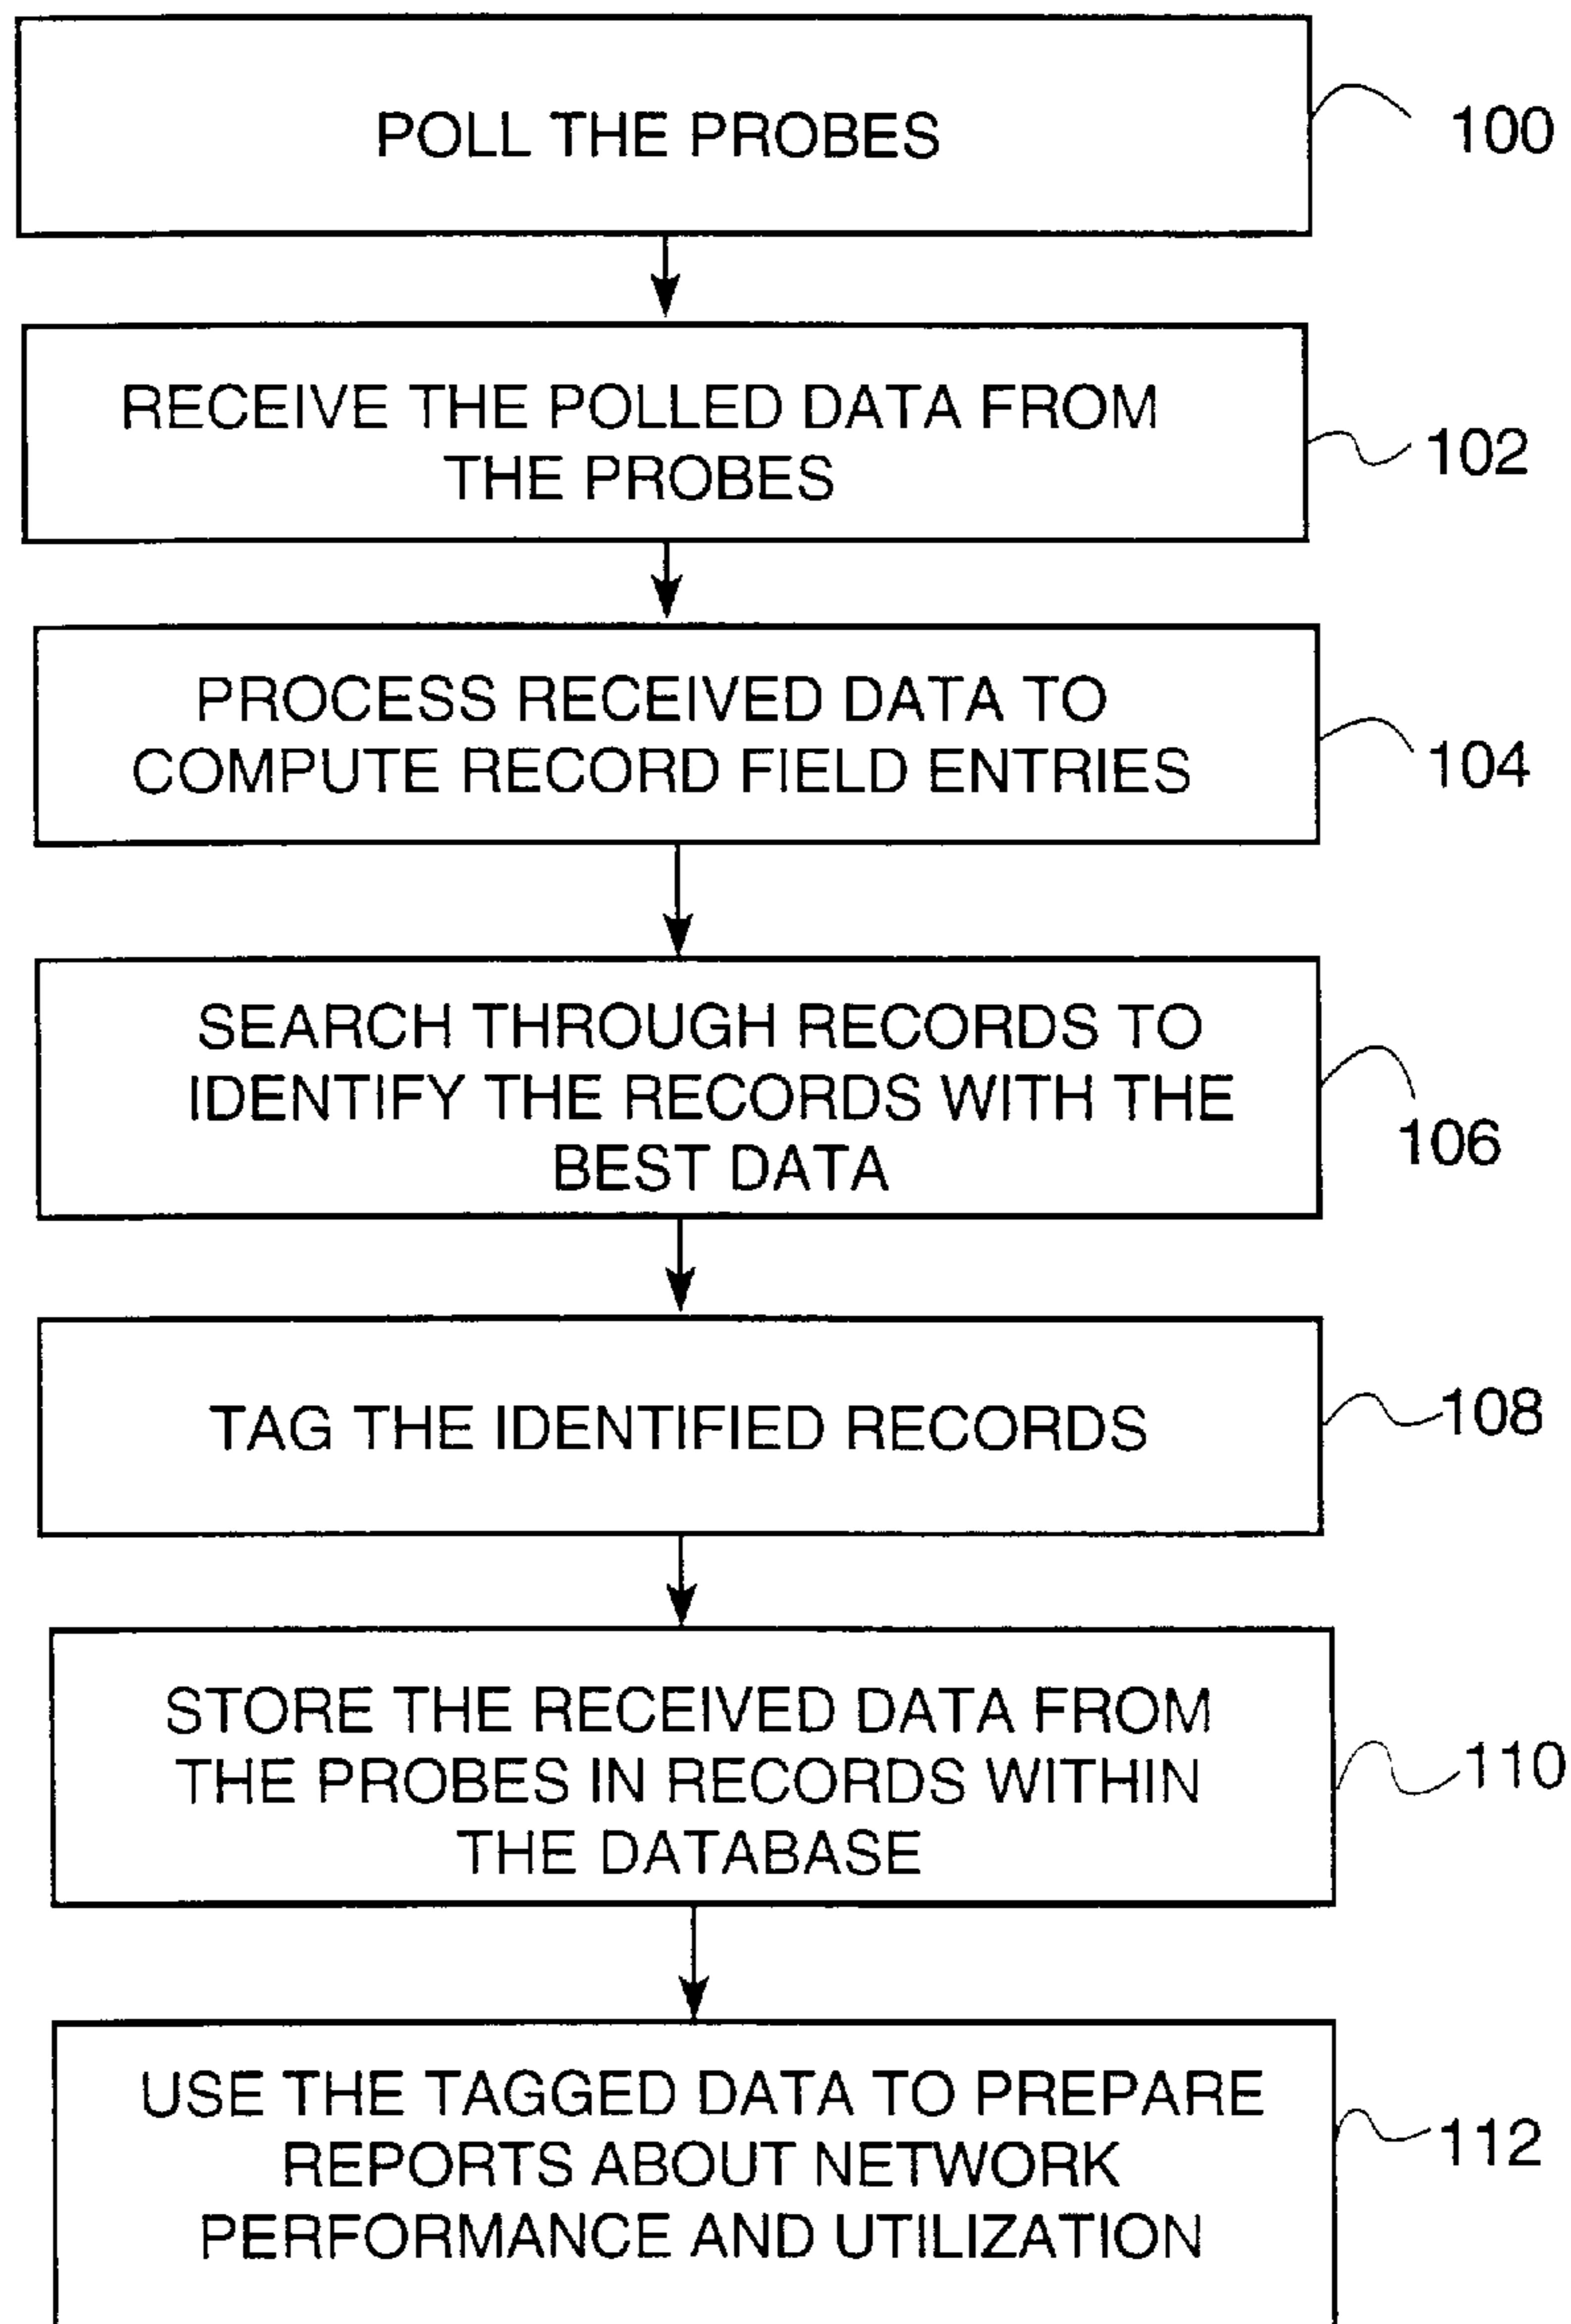 POLL THE PROBES
100
RECEIVE THE POLLED DATA FROM
THE PROBES
102
PROCESS RECEIVED DATA TO
COMPUTE RECORD FIELD ENTRIES
104
SEARCH THROUGH RECORDS TO
IDENTIFY THE RECORDS WITH THE
BEST DATA
106
TAG THE IDENTIFIED RECORDS
108
STORE THE RECEIVED DATA FROM
THE PROBES IN RECORDS WITHIN
THE DATABASE
110
USE THE TAGGED DATA TO PREPARE
REPORTS ABOUT NETWORK
PERFORMANCE AND UTILIZATION
112